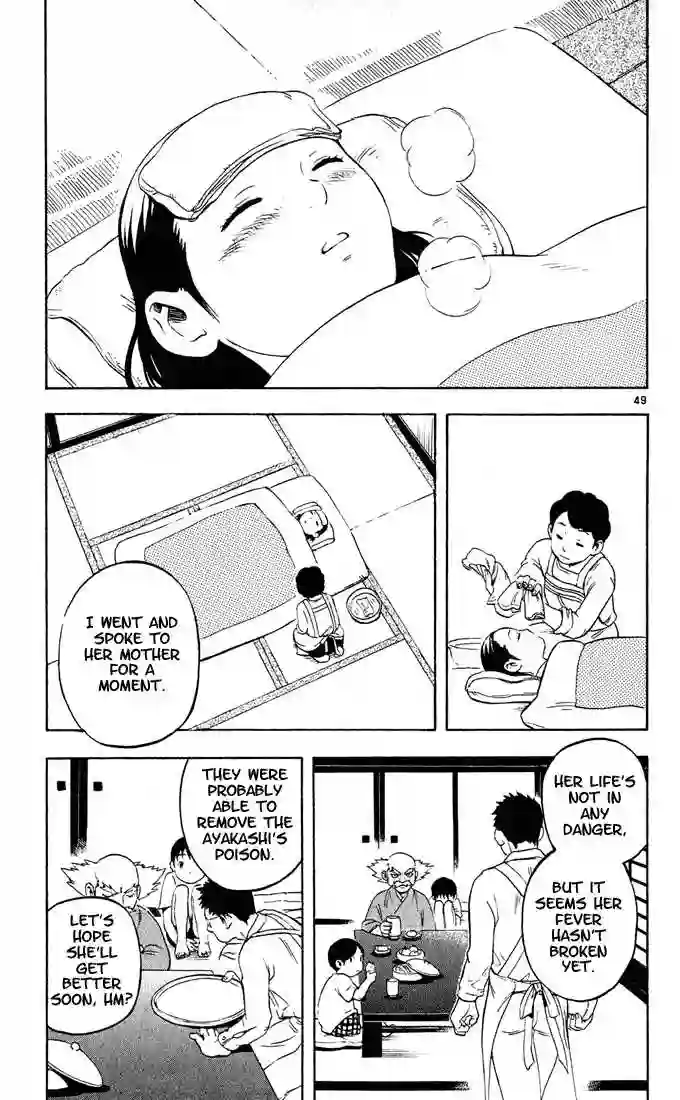 49
I WENT AND
SPOKE TO
HER MOTHER
FOR A
MOMENT.
HER LIFE'S
NOT IN
ANY
DANGER,
BUT IT
SEEMS HER
FEVER
HASN'T
BROKEN
YET.
THEY WERE
PROBABLY
ABLE TO
REMOVE THE
AYAKASHI'S
POISON.
LET'S
HOPE
SHE'LL
GET
BETTER
SOON, HM?